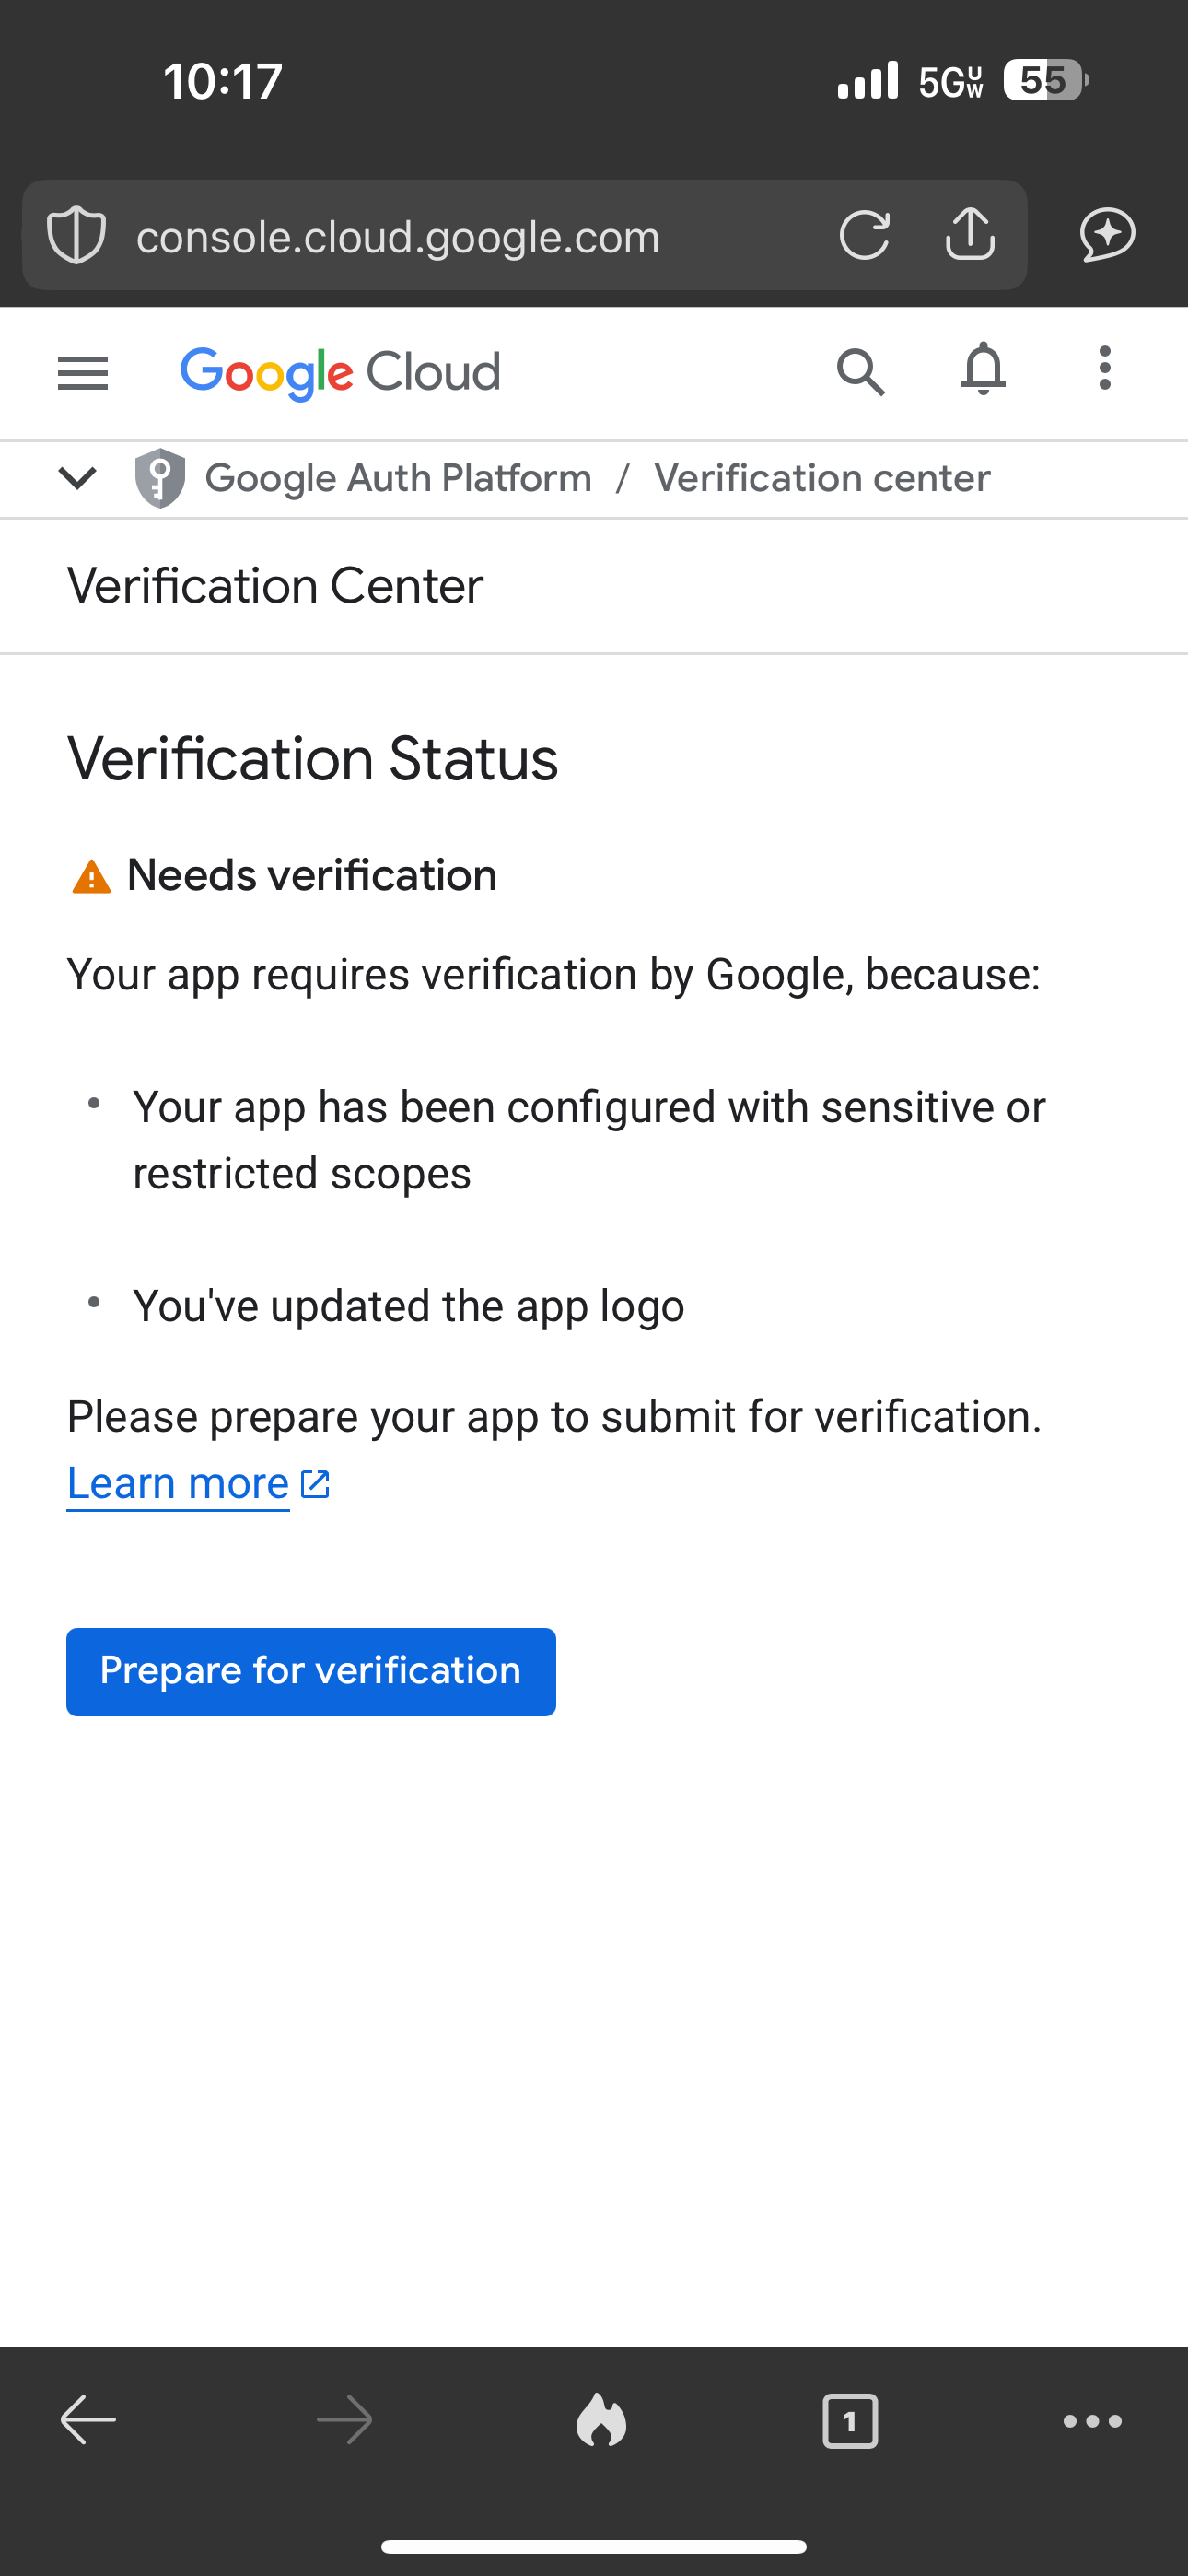 10:17
5GUW
55
console.cloud.google.com
Google Cloud
Google Auth Platform / Verification center
Verification Center
Verification Status
Needs verification
Your app requires verification by Google, because:
• Your app has been configured with sensitive or
restricted scopes
• You've updated the app logo
Please prepare your app to submit for verification.
Learn more
Prepare for verification
1